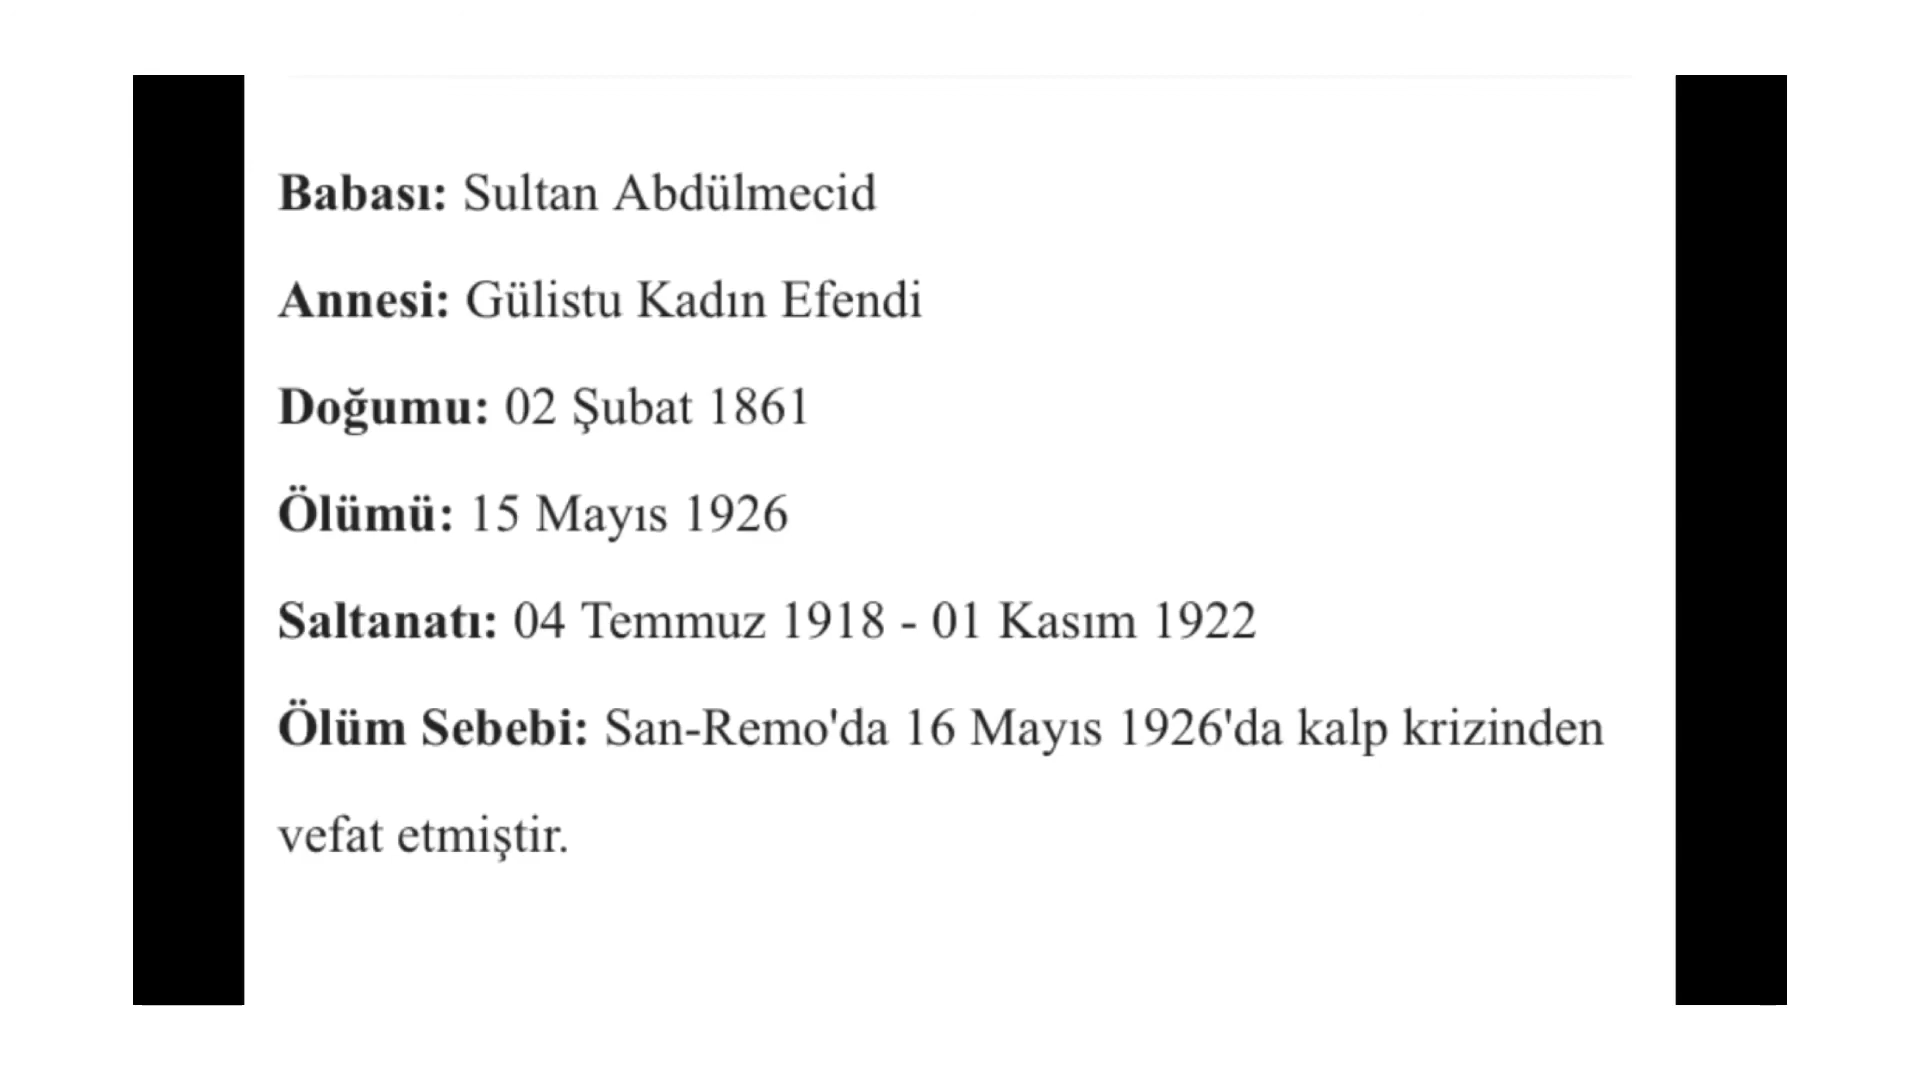 Babası: Sultan Abdülmecid
Annesi: Gülistu Kadın Efendi
Doğumu: 02 Şubat 1861
Ölümü: 15 Mayıs 1926
Saltanatı: 04 Temmuz 1918 - 01 Kasım 1922
Ölüm Sebebi: San-Remo'da 16 Mayıs 1926'da kalp krizinden
vefat etmiştir.